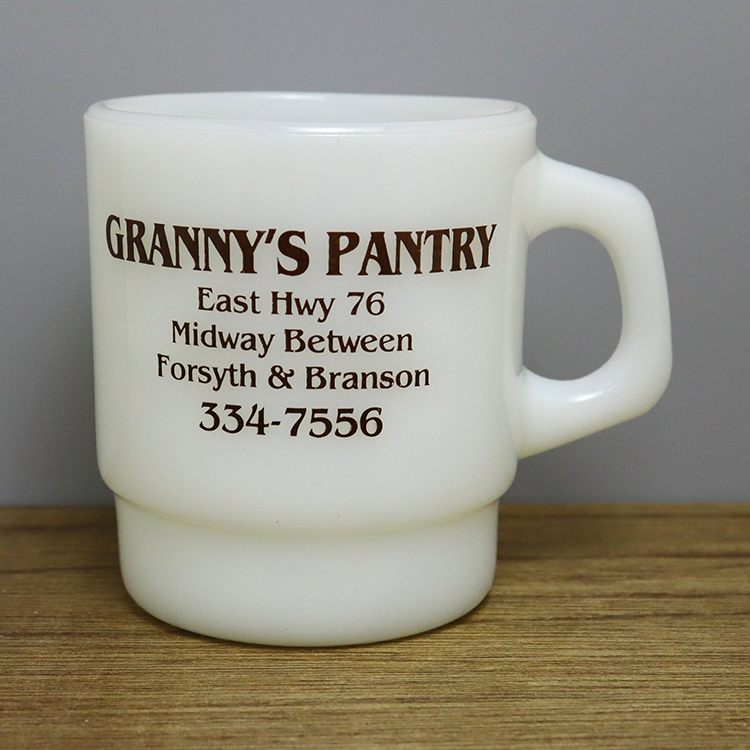 GRANNY'S PANTRY
East Hwy 76
Midway Between
Forsyth & Branson
334-7556